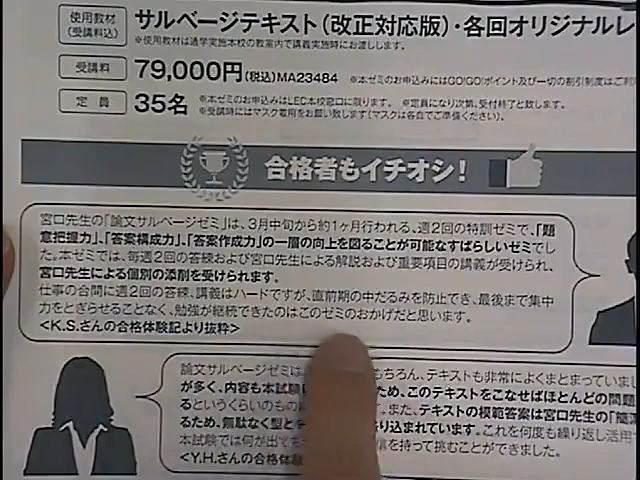 使用教材
(受講料込)
サルベージテキスト(改正対応版)・各回オリジナルレ
※使用教材は通学実施本校の教室内で講義実施時にお渡しします。
受講料
79,000円(税込)MA23484 ※本ゼミのお申込みにはGO!GO!ポイント及び一切の割引制度はご利
定員
35名 ※本ゼミのお申込みはLEC本校窓口に限ります。 ※定員になり次第、受付終了と致します。
※受講時にはマスク着用をお願い致します(マスクは各自でご準備ください)。
合格者もイチオシ!
宮口先生の「論文サルベージゼミ」は、3月中旬から約1ヶ月行われる、週2回の特訓ゼミで、「題
意把握力」、「答案構成力」、「答案作成力」の一層の向上を図ることが可能なすばらしいゼミでし
た。本ゼミでは、毎週2回の答練および宮口先生による解説および重要項目の講義が受けられ、
宮口先生による個別の添削を受けられます。
仕事の合間に週2回の答練、講義はハードですが、直前期の中だるみを防止でき、最後まで集中
力をとぎらせることなく、勉強が継続できたのはこのゼミのおかげだと思います。
<K.S.さんの合格体験記より抜粋>
論文サルベージゼミは もちろん、テキストも非常によくまとまっていま
が多く、内容も本試験 ため、このテキストをこなせばほとんどの問題
るというくらいのもの また、テキストの模範答案は宮口先生の「簡
るため、無駄なく型と り込まれています。これを何度も繰り返し活用
本試験では何が出て 信を持って挑むことができました。
<Y.H.さんの合格体験